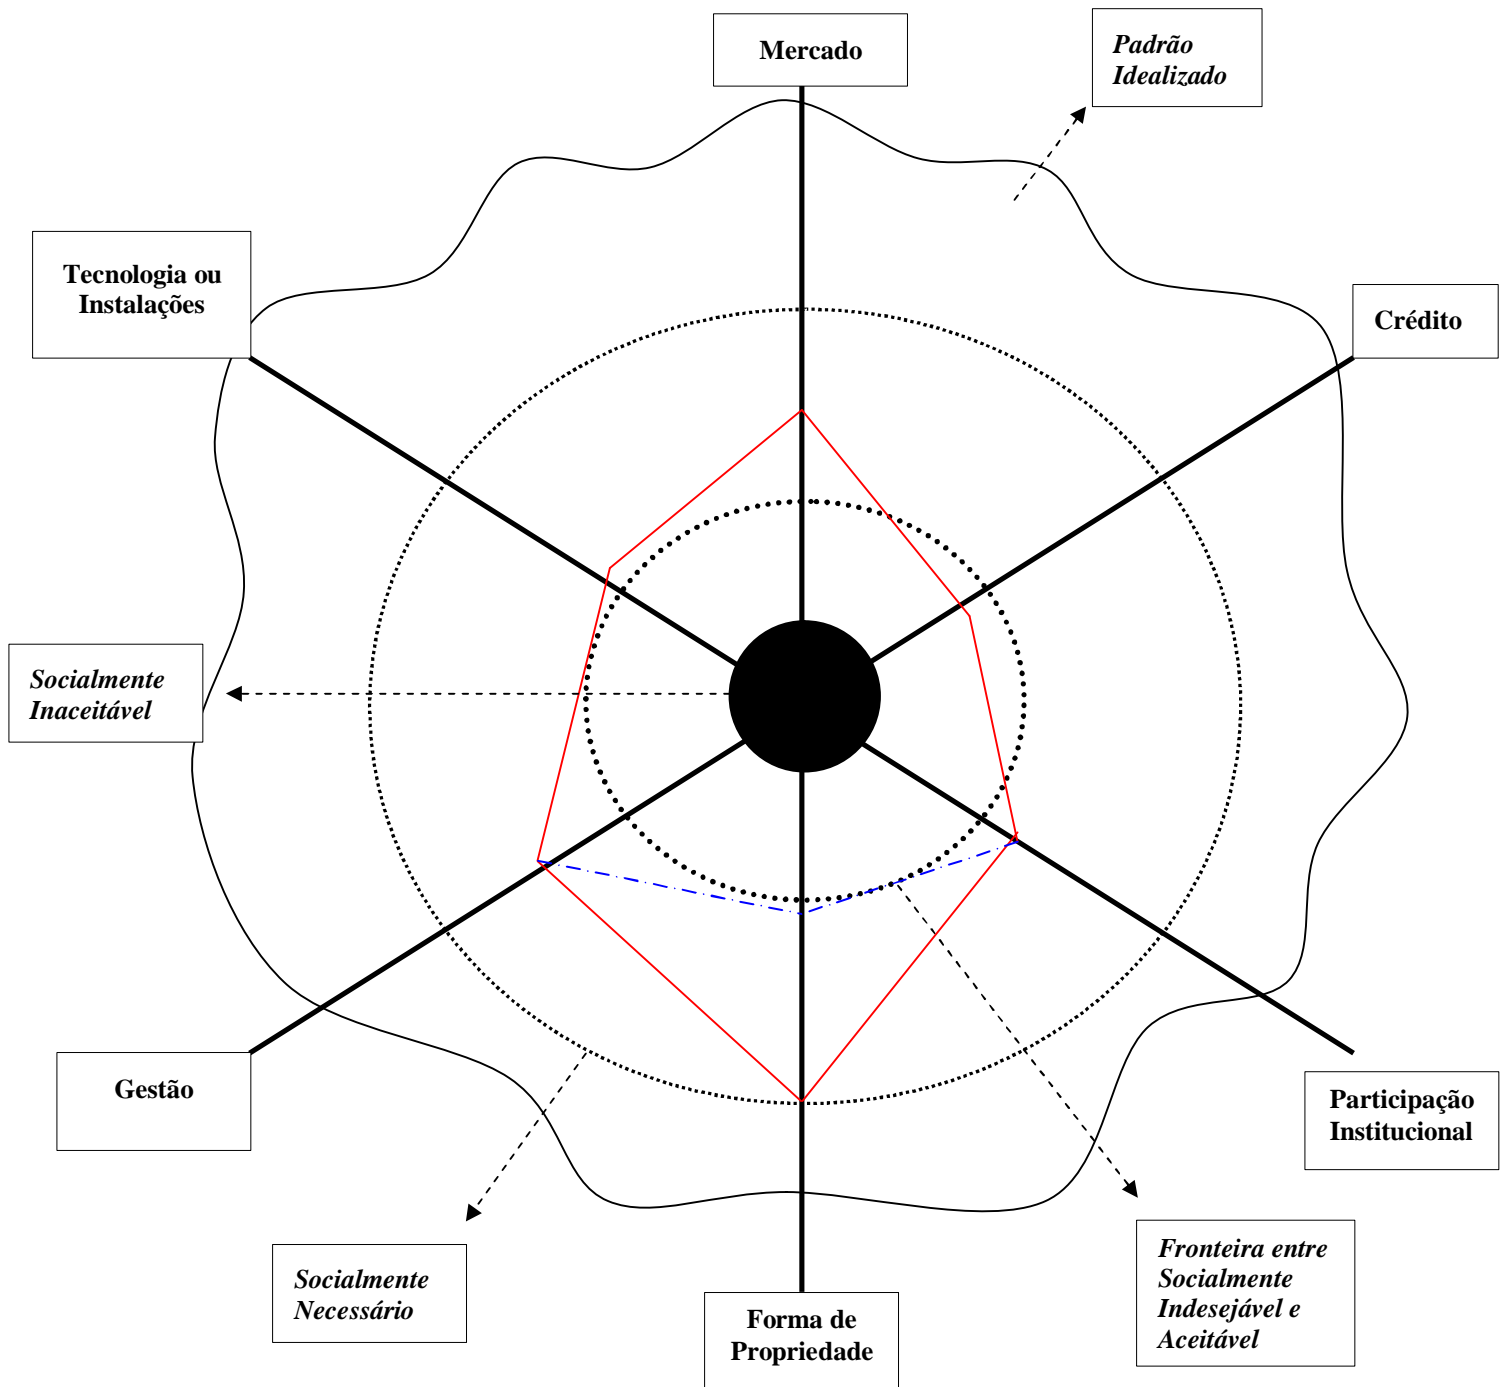 Mercado
Padrão
Idealizado
Tecnologia ou
Instalações
Crédito
Socialmente
Inaceitável
Gestão
Participação
Institucional
Socialmente
Necessário
Forma de
Propriedade
Fronteira entre
Socialmente
Indesejável e
Aceitável